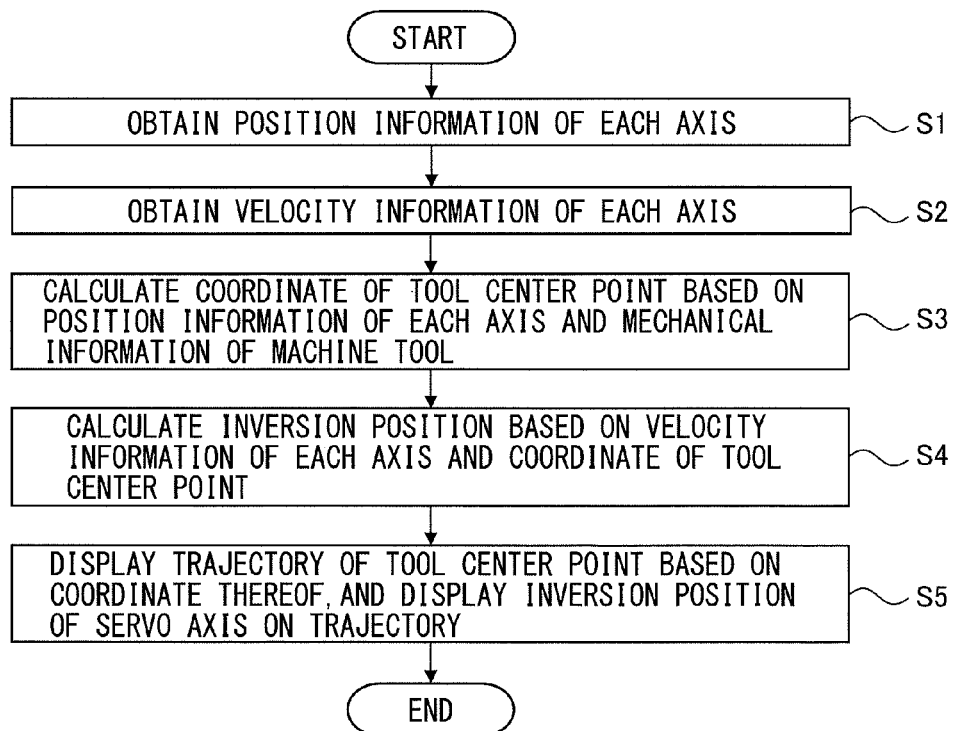 START
OBTAIN POSITION INFORMATION OF EACH AXIS
S1
OBTAIN VELOCITY INFORMATION OF EACH AXIS
S2
CALCULATE COORDINATE OF TOOL CENTER POINT BASED ON
POSITION INFORMATION OF EACH AXIS AND MECHANICAL
INFORMATION OF MACHINE TOOL
S3
CALCULATE INVERSION POSITION BASED ON VELOCITY
INFORMATION OF EACH AXIS AND COORDINATE OF TOOL
CENTER POINT
S4
DISPLAY TRAJECTORY OF TOOL CENTER POINT BASED ON
COORDINATE THEREOF, AND DISPLAY INVERSION POSITION
OF SERVO AXIS ON TRAJECTORY
S5
END